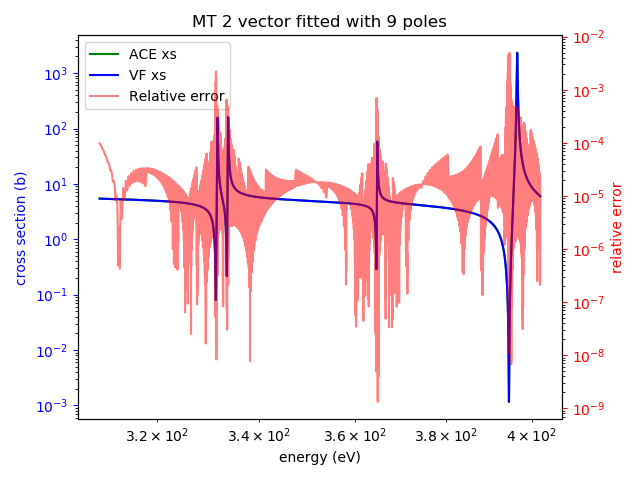 MT 2 vector fitted with 9 poles
ACE xs
VF xs
Relative error
10³
10²
10¹
10⁰
10⁻¹
10⁻²
10⁻³
cross section (b)
10⁻²
10⁻³
10⁻⁴
10⁻⁵
10⁻⁶
10⁻⁷
10⁻⁸
10⁻⁹
relative error
3.2 × 10² 3.4 × 10² 3.6 × 10² 3.8 × 10² 4 × 10²
energy (eV)